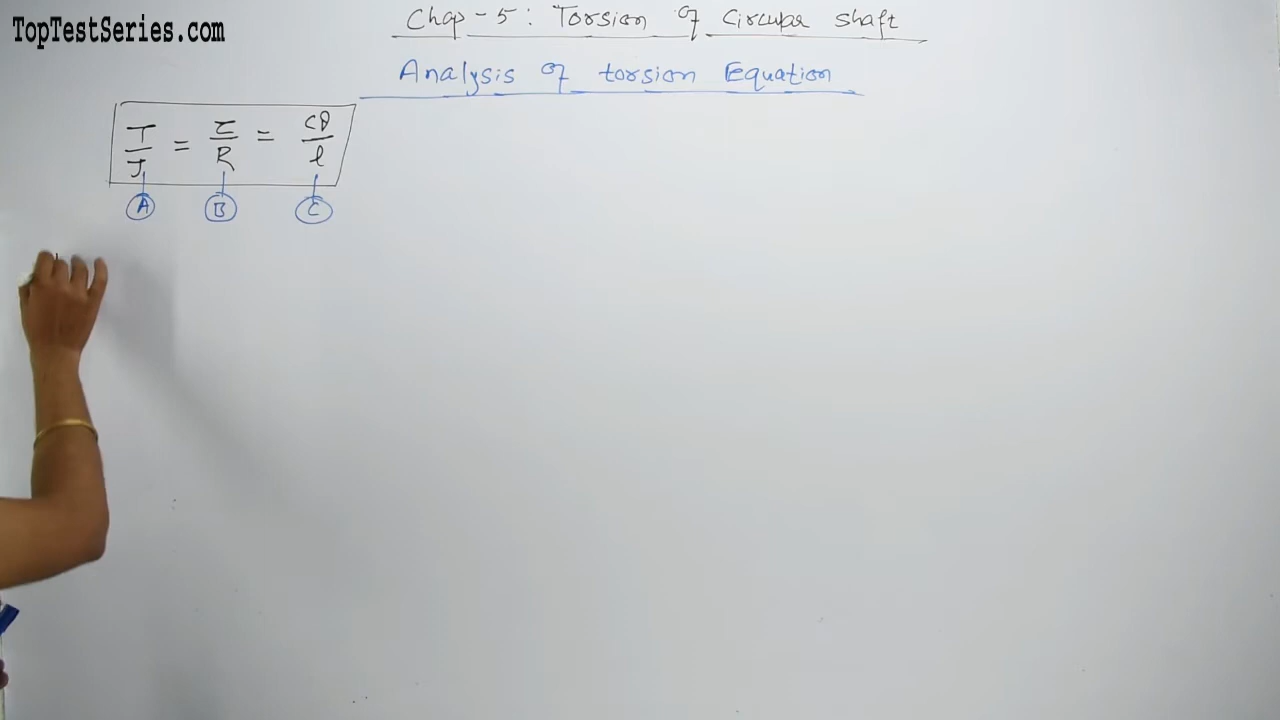 TopTestSeries.com
Chap-5: Torsion of Circular shaft
Analysis of torsion Equation
T/J = τ/R = Cθ/l
A B C